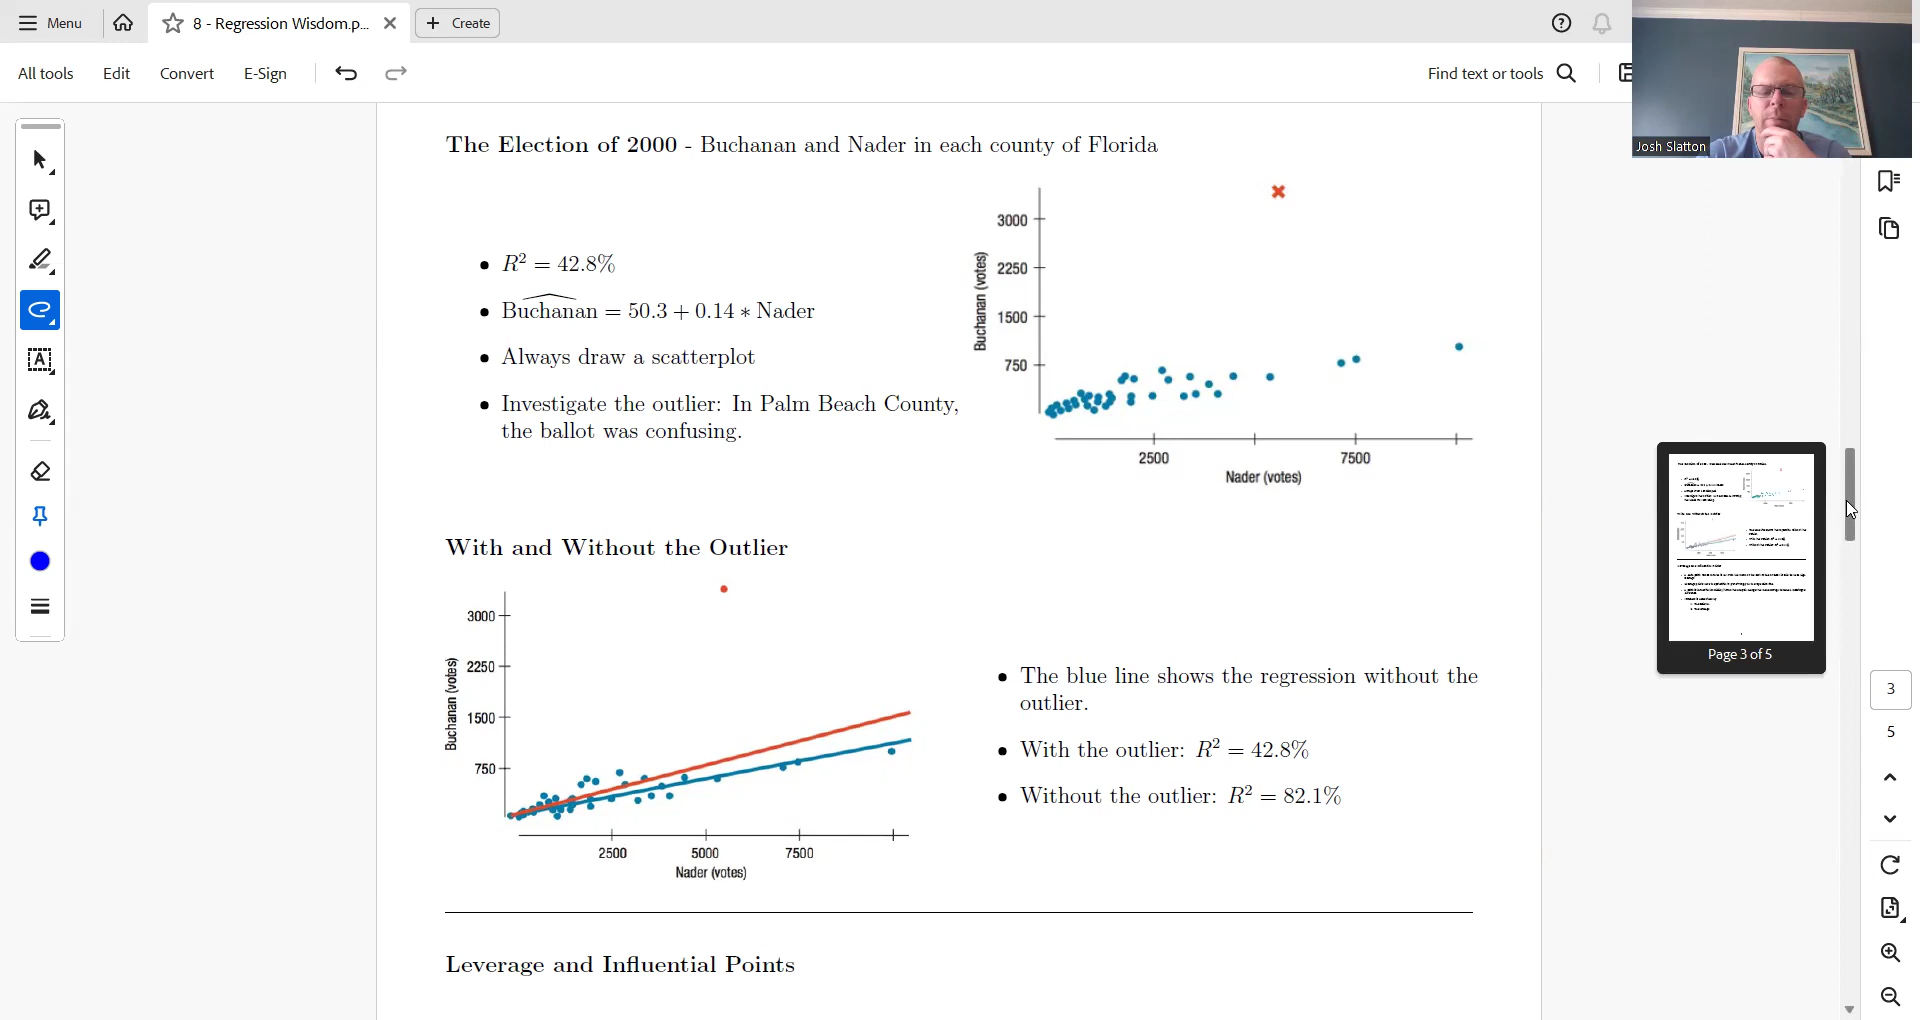 Menu
8 - Regression Wisdom.p...
Create
All tools
Edit
Convert
E-Sign
Find text or tools
Josh Slatton
The Election of 2000 - Buchanan and Nader in each county of Florida
• R² = 42.8%
• Buchanan̂ = 50.3 + 0.14 ∗ Nader
• Always draw a scatterplot
• Investigate the outlier: In Palm Beach County,
the ballot was confusing.
3000
2250
1500
750
Buchanan (votes)
2500 7500
Nader (votes)
With and Without the Outlier
3000
2250
1500
750
Buchanan (votes)
2500 5000 7500
Nader (votes)
• The blue line shows the regression without the
outlier.
• With the outlier: R² = 42.8%
• Without the outlier: R² = 82.1%
Leverage and Influential Points
Page 3 of 5
3
5